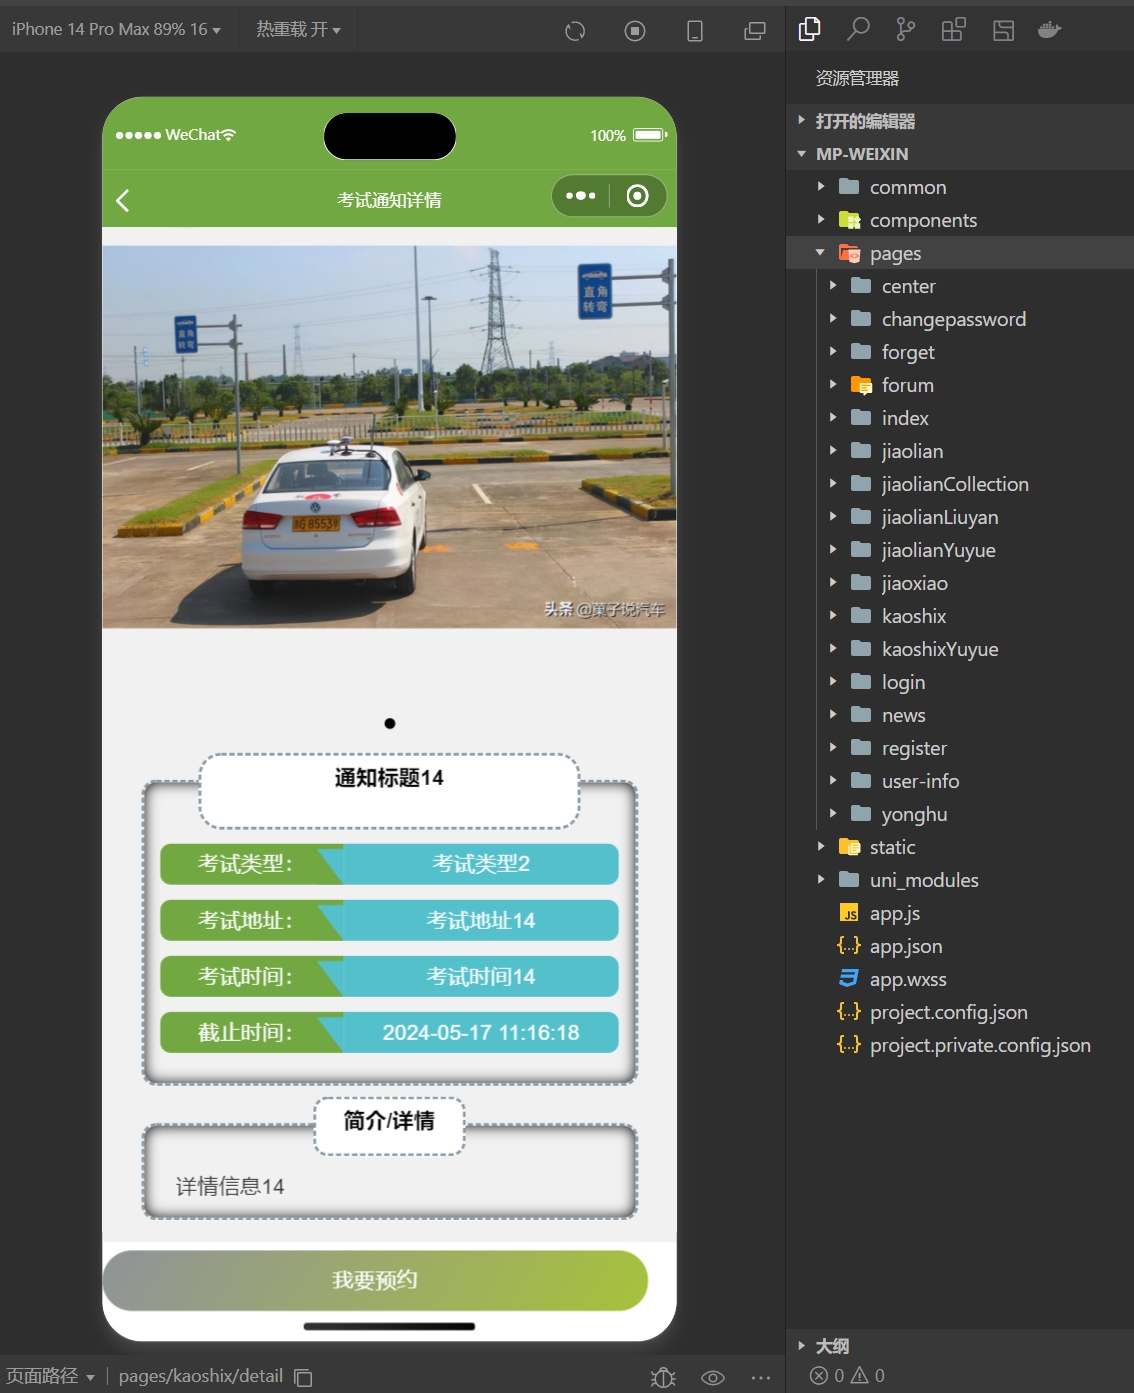 iPhone 14 Pro Max 89% 16
热重载 开
WeChat
100%
考试通知详情
直角
转弯
直角
转弯
头条 @菓子说汽车
通知标题14
考试类型：
考试类型2
考试地址：
考试地址14
考试时间：
考试时间14
截止时间：
2024-05-17 11:16:18
简介/详情
详情信息14
我要预约
页面路径
pages/kaoshix/detail
资源管理器
打开的编辑器
MP-WEIXIN
common
components
pages
center
changepassword
forget
forum
index
jiaolian
jiaolianCollection
jiaolianLiuyan
jiaolianYuyue
jiaoxiao
kaoshix
kaoshixYuyue
login
news
register
user-info
yonghu
static
uni_modules
JS
app.js
{..} app.json
app.wxss
{..} project.config.json
{..} project.private.config.json
大纲
0
0